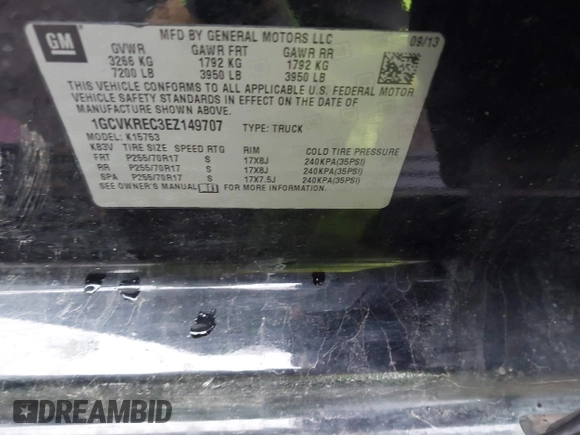 GM
MFD BY GENERAL MOTORS LLC
09/13
GVWR GAWR FRT GAWR RR
3266 KG 1792 KG 1792 KG
7200 LB 3950 LB 3950 LB
THIS VEHICLE CONFORMS TO ALL APPLICABLE U.S. FEDERAL MOTOR
VEHICLE SAFETY STANDARDS IN EFFECT ON THE DATE OF
MANUFACTURE SHOWN ABOVE.
1GCVKREC3EZ149707 TYPE: TRUCK
MODEL: K15753
KB3V TIRE SIZE SPEED RTG RIM COLD TIRE PRESSURE
FRT P255/70R17 S 17X8J 240KPA(35PSI)
RR P255/70R17 S 17X8J 240KPA(35PSI)
SPA P255/70R17 S 17X7.5J 240KPA(35PSI)
SEE OWNER'S MANUAL FOR MORE INFORMATION.
DREAMBID